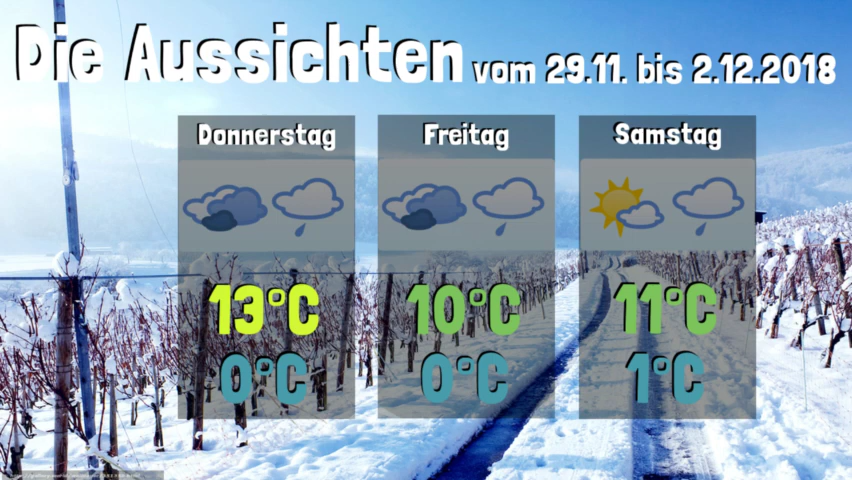 Die Aussichten vom 29.11. bis 2.12.2018
Donnerstag Freitag Samstag
13°C 10°C 11°C
0°C 0°C 1°C